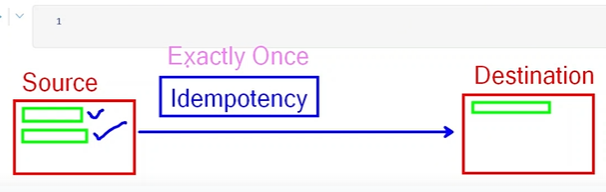 1
Exactly Once
Source
Idempotency
Destination